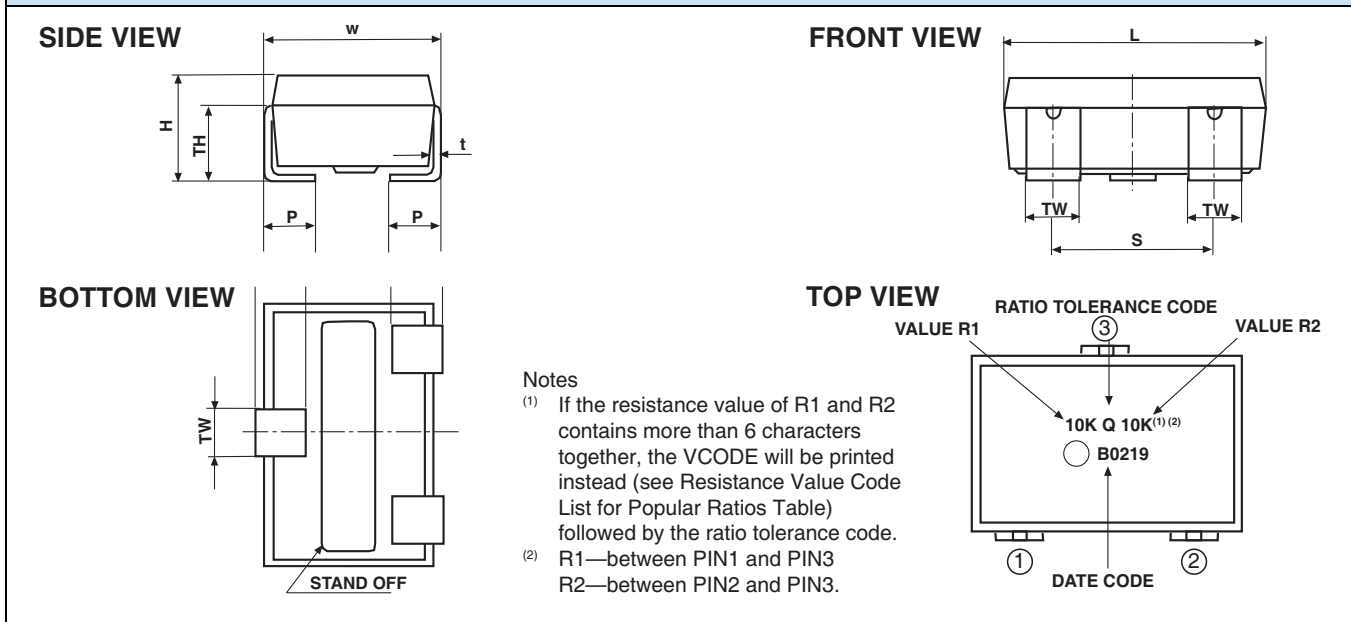 SIDE VIEW
W
H
TH
t
P
P
FRONT VIEW
L
TW
TW
S
BOTTOM VIEW
TW
STAND OFF
Notes
(1) If the resistance value of R1 and R2
contains more than 6 characters
together, the VCODE will be printed
instead (see Resistance Value Code
List for Popular Ratios Table)
followed by the ratio tolerance code.
(2) R1—between PIN1 and PIN3
R2—between PIN2 and PIN3.
TOP VIEW
RATIO TOLERANCE CODE
VALUE R1
3
VALUE R2
10K Q 10K(1) (2)
B0219
1
2
DATE CODE